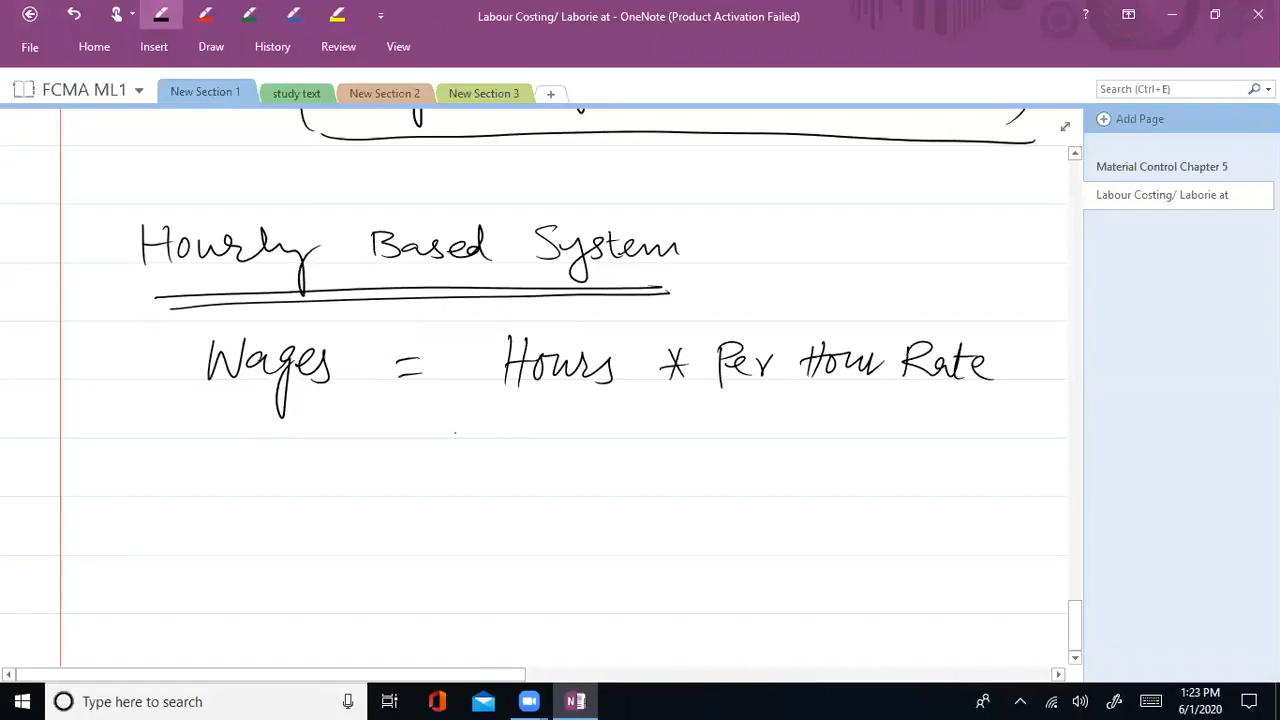 Labour Costing/ Laborie at - OneNote (Product Activation Failed)
?
File Home Insert Draw History Review View
FCMA ML1 New Section 1 study text New Section 2 New Section 3 Search (Ctrl+E)
Add Page
Material Control Chapter 5
Labour Costing/ Laborie at
Hourly Based System
Wages = Hours * Per Hour Rate
Type here to search
1:23 PM
6/1/2020